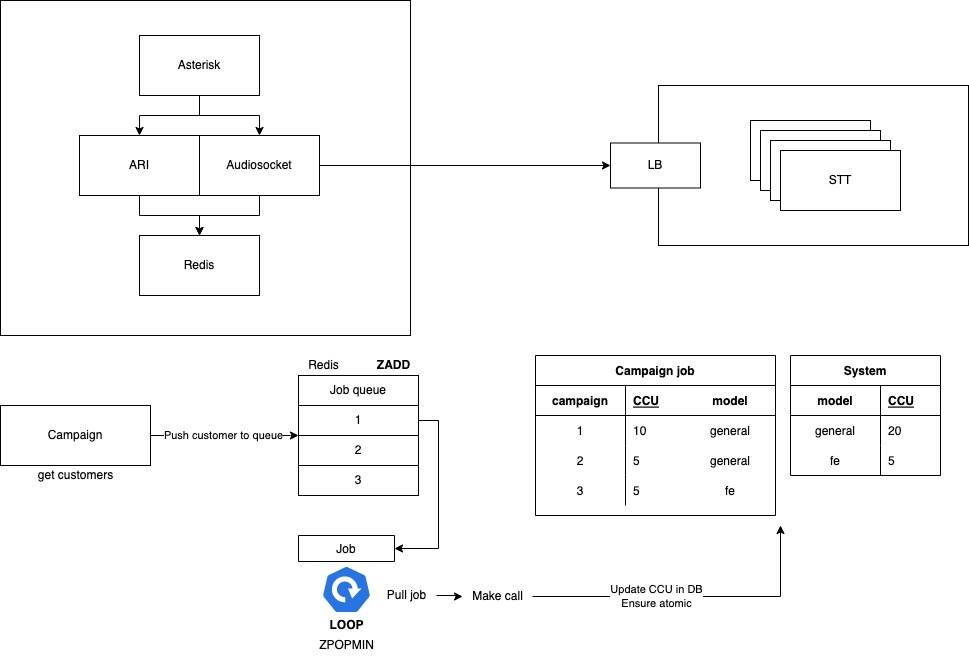 Asterisk
ARI
Audiosocket
Redis
LB
STT
Redis ZADD
Job queue
1
2
3
Campaign
get customers
Push customer to queue
Job
LOOP
ZPOPMIN
Pull job
Make call
Update CCU in DB
Ensure atomic
Campaign job
campaign CCU model
1 10 general
2 5 general
3 5 fe
System
model CCU
general 20
fe 5